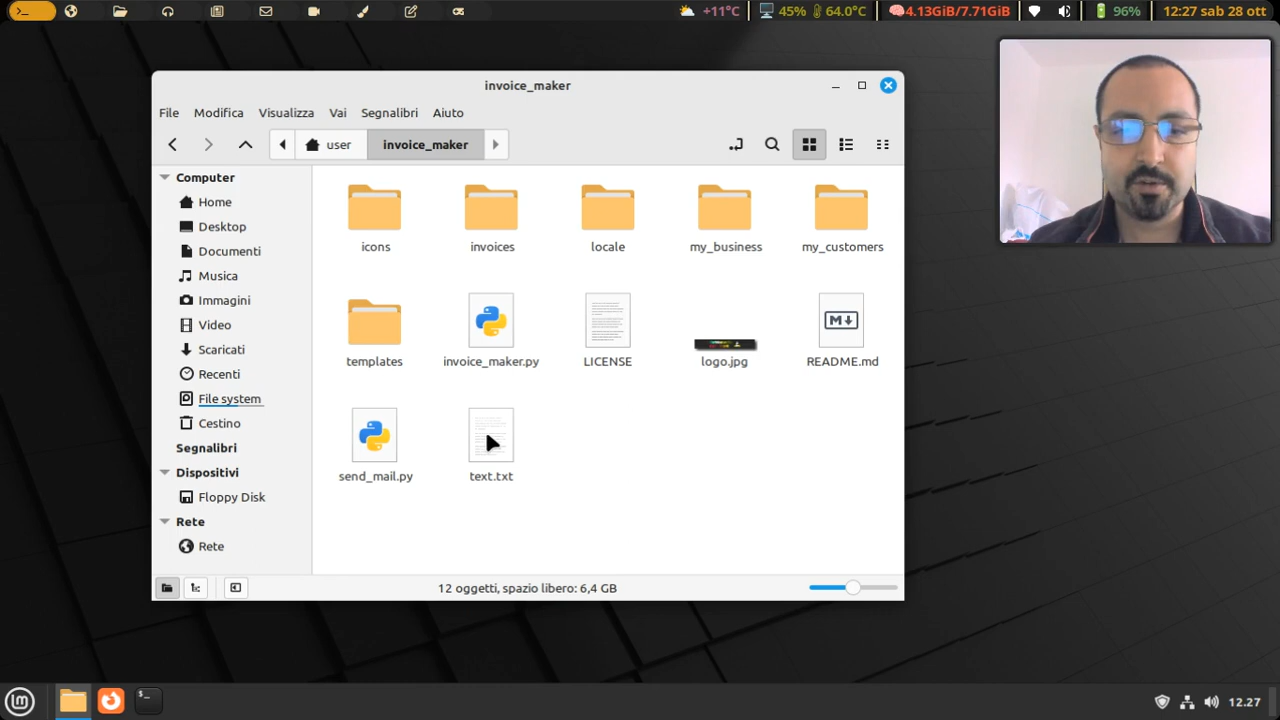 +11°C 45% 64.0°C 4.13GiB/7.71GiB 96% 12:27 sab 28 ott
invoice_maker
File Modifica Visualizza Vai Segnalibri Aiuto
user invoice_maker
Computer
Home
Desktop
Documenti
Musica
Immagini
Video
Scaricati
Recenti
File system
Cestino
Segnalibri
Dispositivi
Floppy Disk
Rete
Rete
icons invoices locale my_business my_customers
templates invoice_maker.py LICENSE logo.jpg README.md
send_mail.py text.txt
12 oggetti, spazio libero: 6,4 GB
12.27